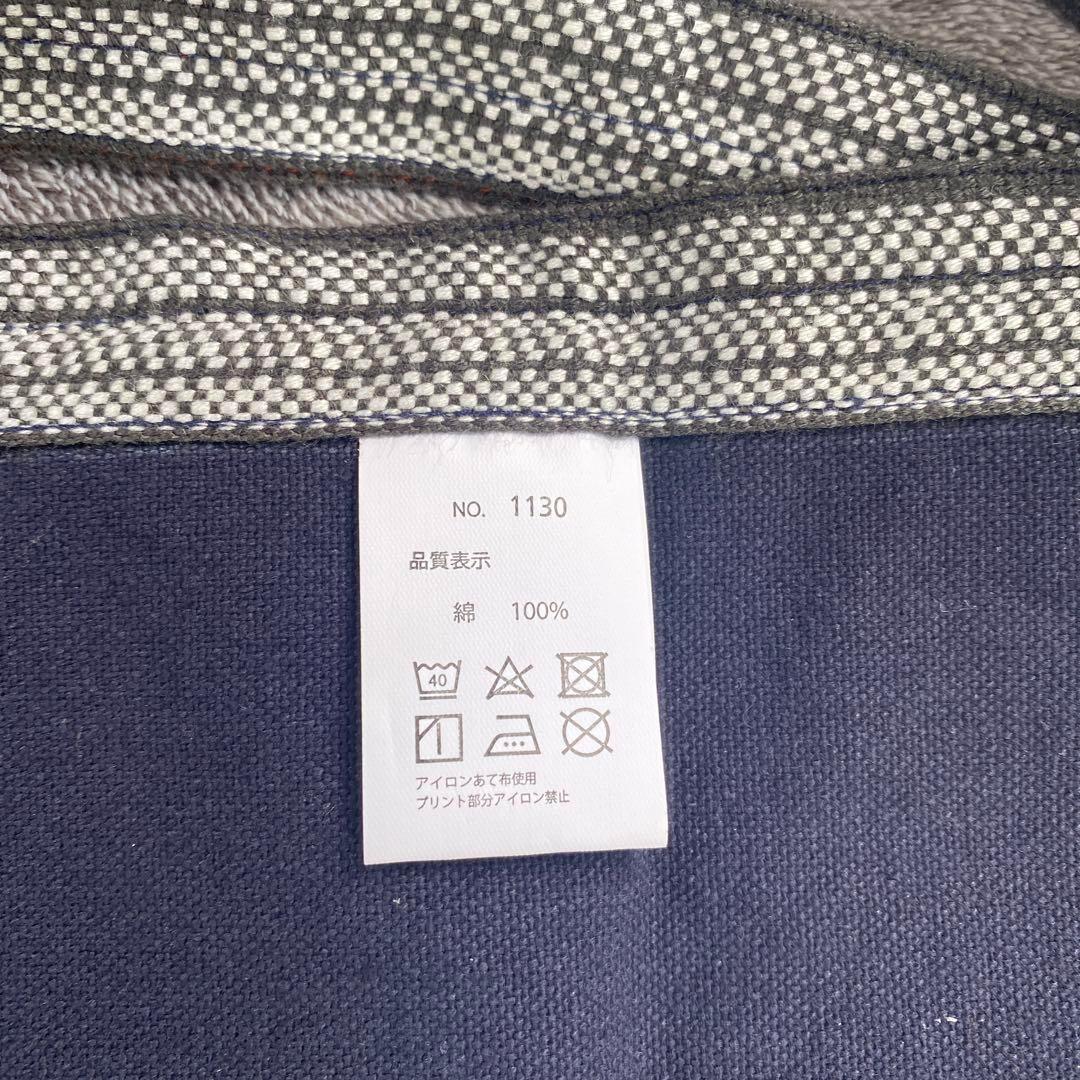 NO. 1130
品質表示
綿 100%
40
アイロンあて布使用
プリント部分アイロン禁止